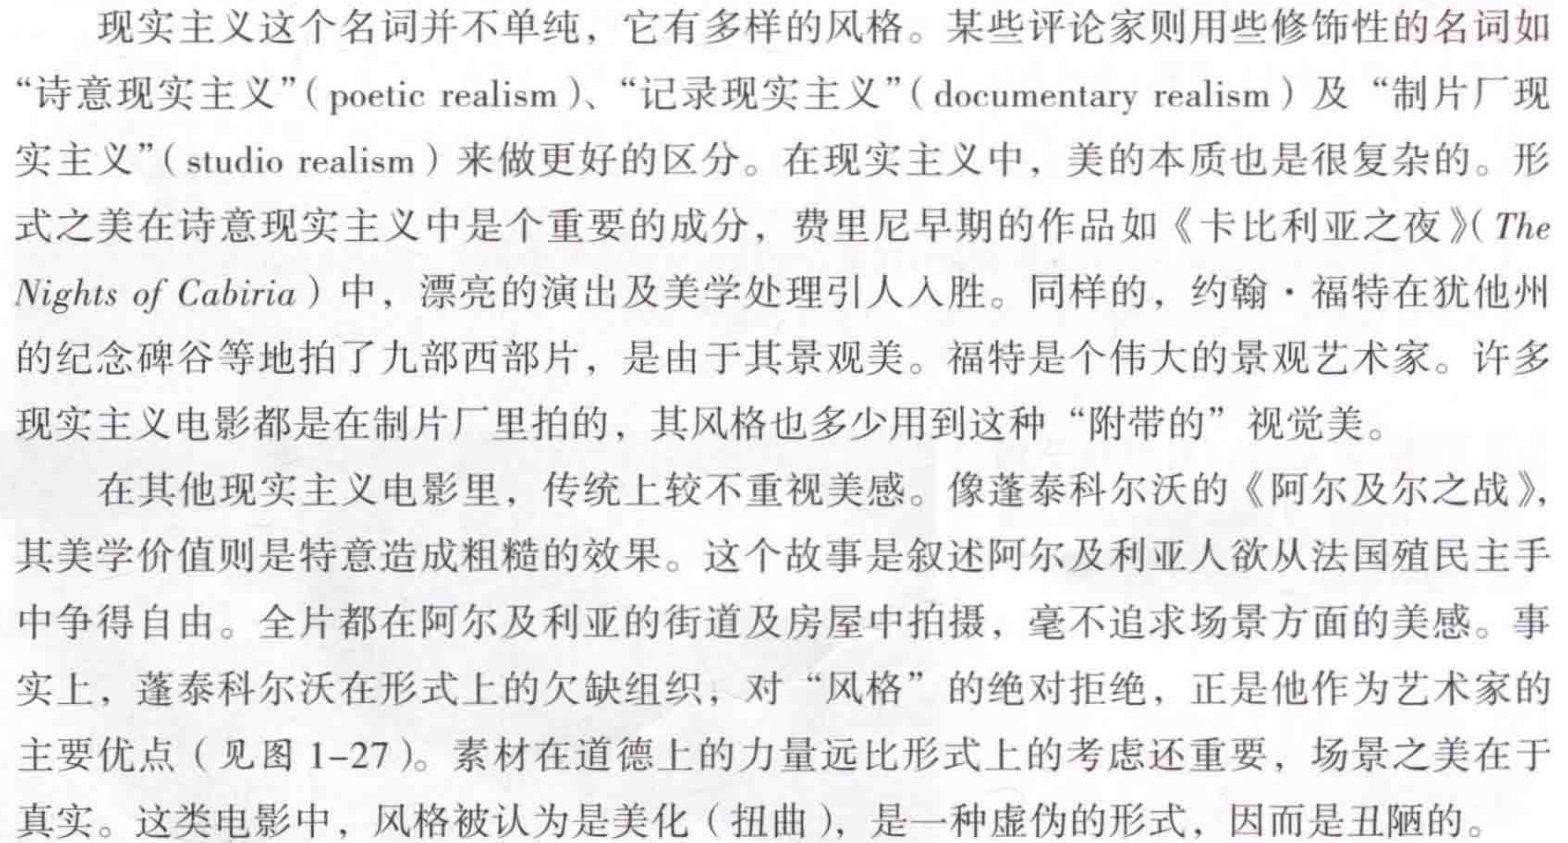 现实主义这个名词并不单纯，它有多样的风格。某些评论家则用些修饰性的名词如
“诗意现实主义”（poetic realism）、“记录现实主义”（documentary realism）及“制片厂现
实主义”（studio realism）来做更好的区分。在现实主义中，美的本质也是很复杂的。形
式之美在诗意现实主义中是个重要的成分，费里尼早期的作品如《卡比利亚之夜》（The
Nights of Cabiria）中，漂亮的演出及美学处理引人入胜。同样的，约翰·福特在犹他州
的纪念碑谷等地拍了九部西部片，是由于其景观美。福特是个伟大的景观艺术家。许多
现实主义电影都是在制片厂里拍的，其风格也多少用到这种“附带的”视觉美。
在其他现实主义电影里，传统上较不重视美感。像蓬泰科尔沃的《阿尔及尔之战》，
其美学价值则是特意造成粗糙的效果。这个故事是叙述阿尔及利亚人欲从法国殖民主手
中争得自由。全片都在阿尔及利亚的街道及房屋中拍摄，毫不追求场景方面的美感。事
实上，蓬泰科尔沃在形式上的欠缺组织，对“风格”的绝对拒绝，正是他作为艺术家的
主要优点（见图 1-27）。素材在道德上的力量远比形式上的考虑还重要，场景之美在于
真实。这类电影中，风格被认为是美化（扭曲），是一种虚伪的形式，因而是丑陋的。